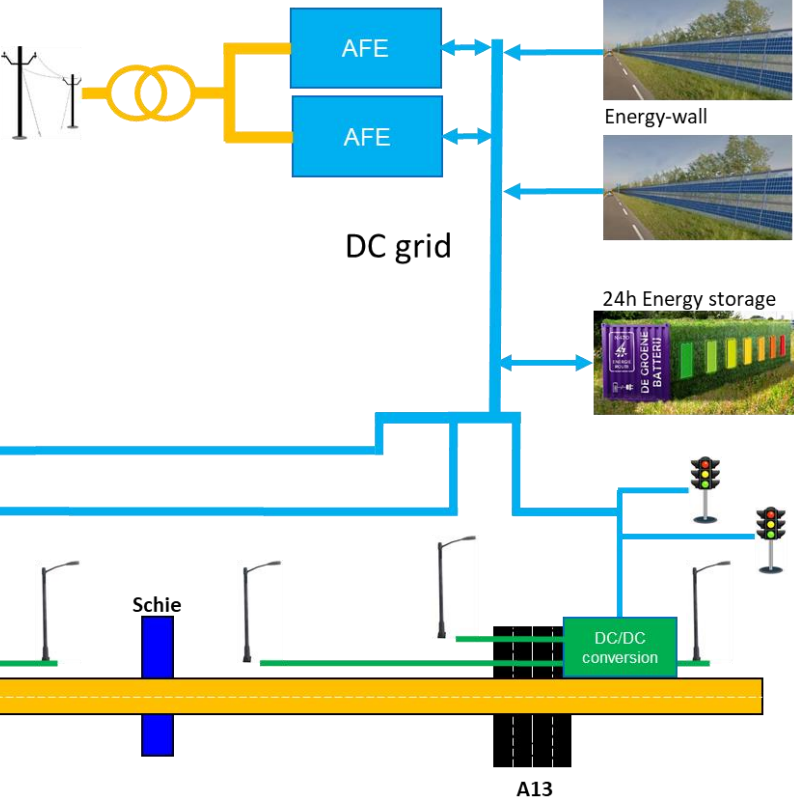 AFE
AFE
Energy-wall
DC grid
24h Energy storage
DE GROENE
BATTERIJ
Schie
DC/DC
conversion
A13